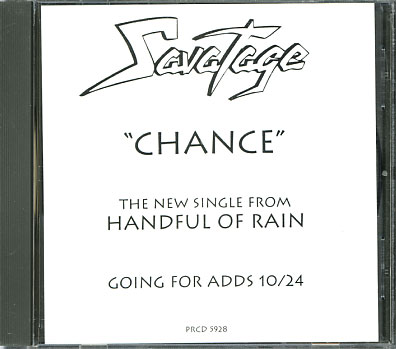 Savatage
"CHANCE"
THE NEW SINGLE FROM
HANDFUL OF RAIN
GOING FOR ADDS 10/24
PRCD 5928